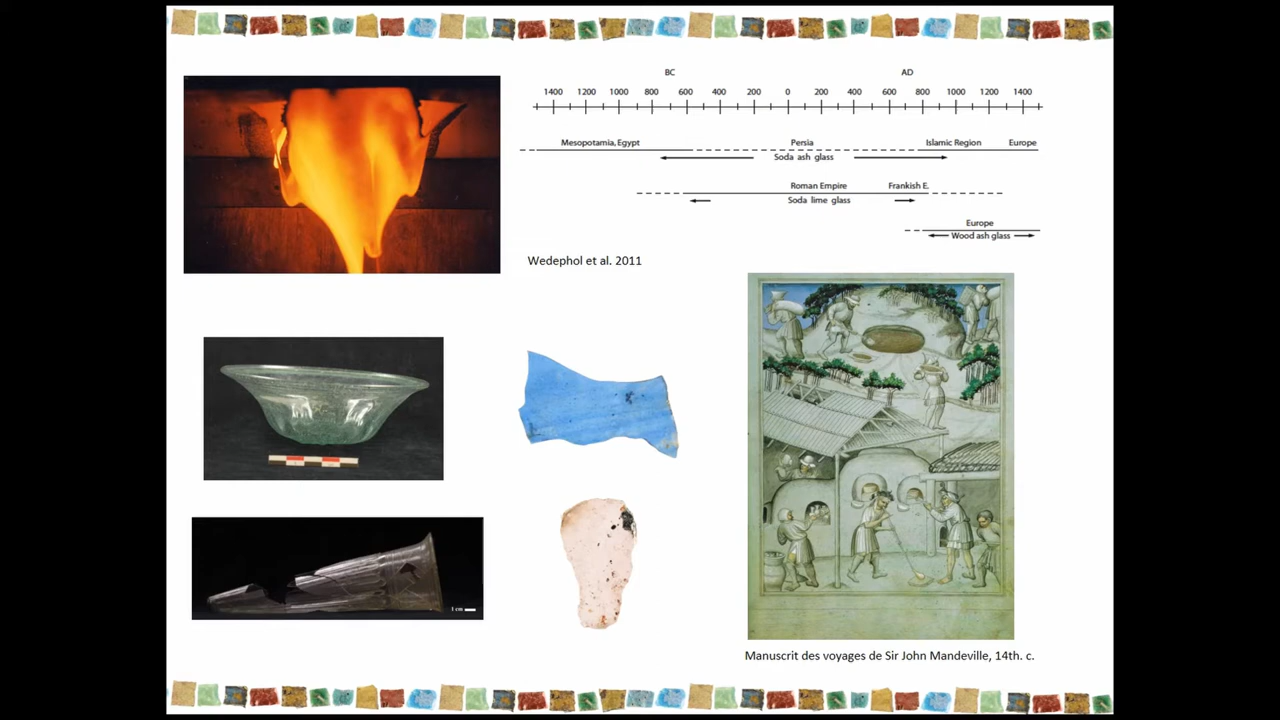 BC AD
1400 1200 1000 800 600 400 200 0 200 400 600 800 1000 1200 1400
Mesopotamia, Egypt Persia Islamic Region Europe
Soda ash glass
Roman Empire Frankish E.
Soda lime glass
Europe
Wood ash glass
Wedephol et al. 2011
1 cm
Manuscrit des voyages de Sir John Mandeville, 14th. c.